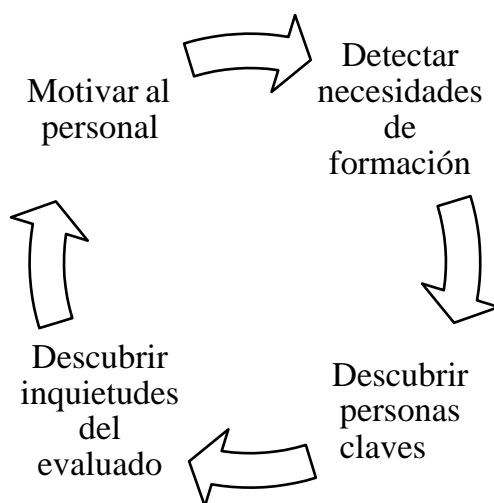 Motivar al
personal
Detectar
necesidades
de
formación
Descubrir
personas
claves
Descubrir
inquietudes
del
evaluado